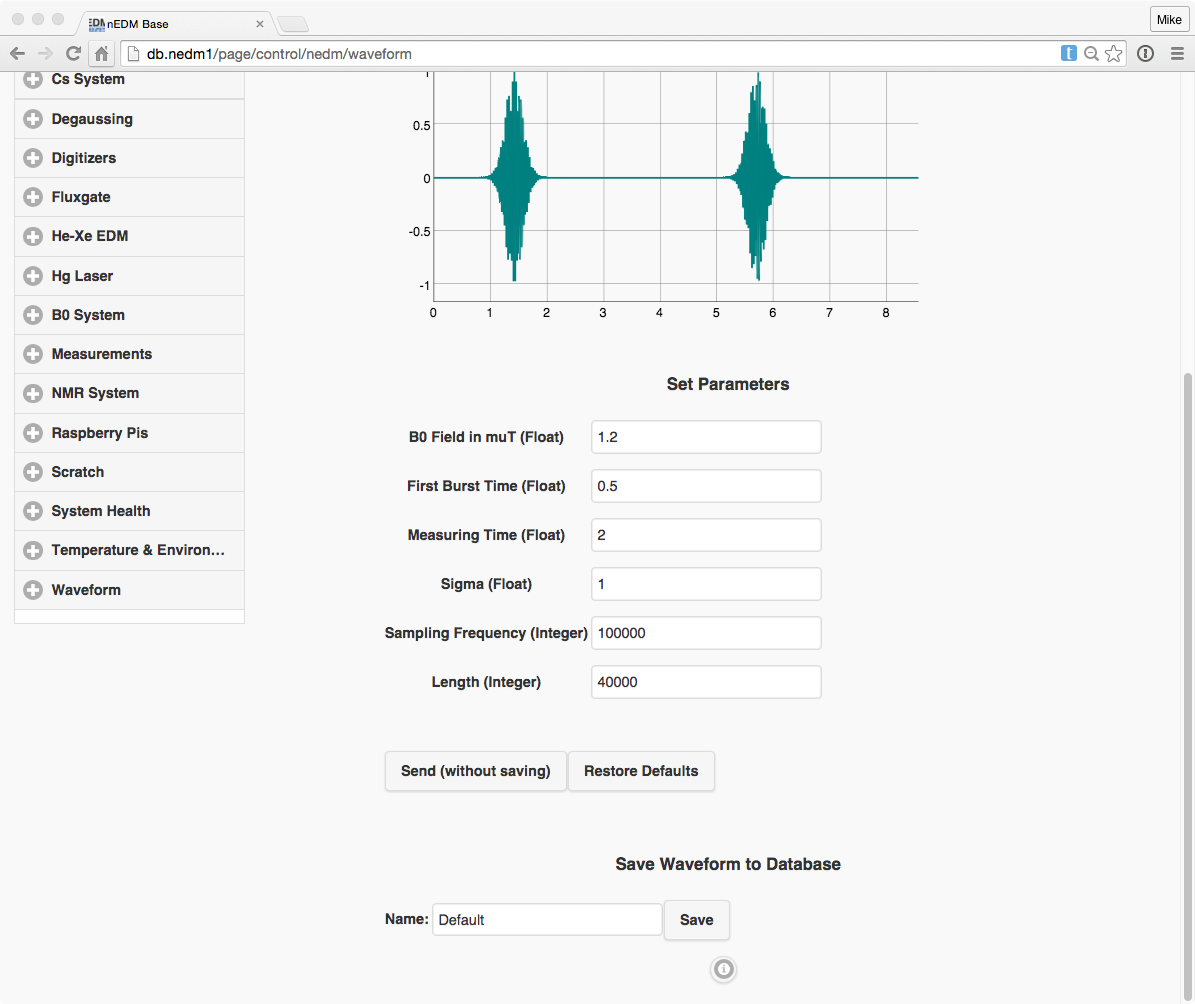 nEDM Base
Mike
db.nedm1/page/control/nedm/waveform
Cs System
Degaussing
Digitizers
Fluxgate
He-Xe EDM
Hg Laser
B0 System
Measurements
NMR System
Raspberry Pis
Scratch
System Health
Temperature & Environ...
Waveform
1
0.5
0
-0.5
-1
0 1 2 3 4 5 6 7 8
Set Parameters
B0 Field in muT (Float) 1.2
First Burst Time (Float) 0.5
Measuring Time (Float) 2
Sigma (Float) 1
Sampling Frequency (Integer) 100000
Length (Integer) 40000
Send (without saving) Restore Defaults
Save Waveform to Database
Name: Default Save